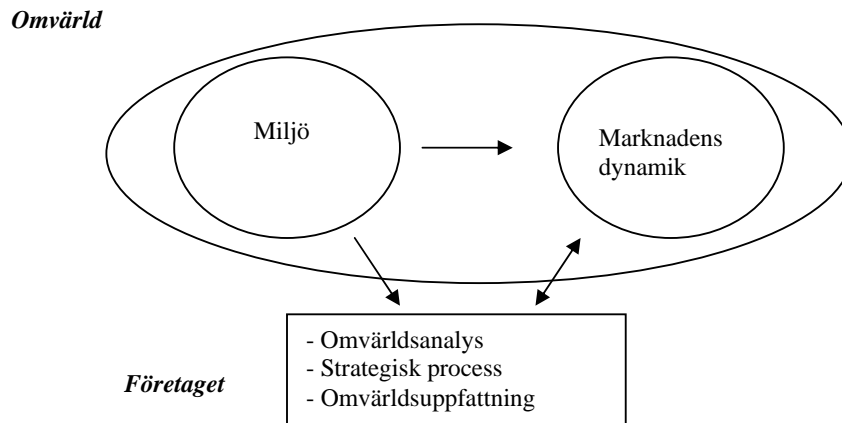 Omvärld
Miljö
Marknadens
dynamik
- Omvärldsanalys
- Strategisk process
- Omvärldsuppfattning
Företaget